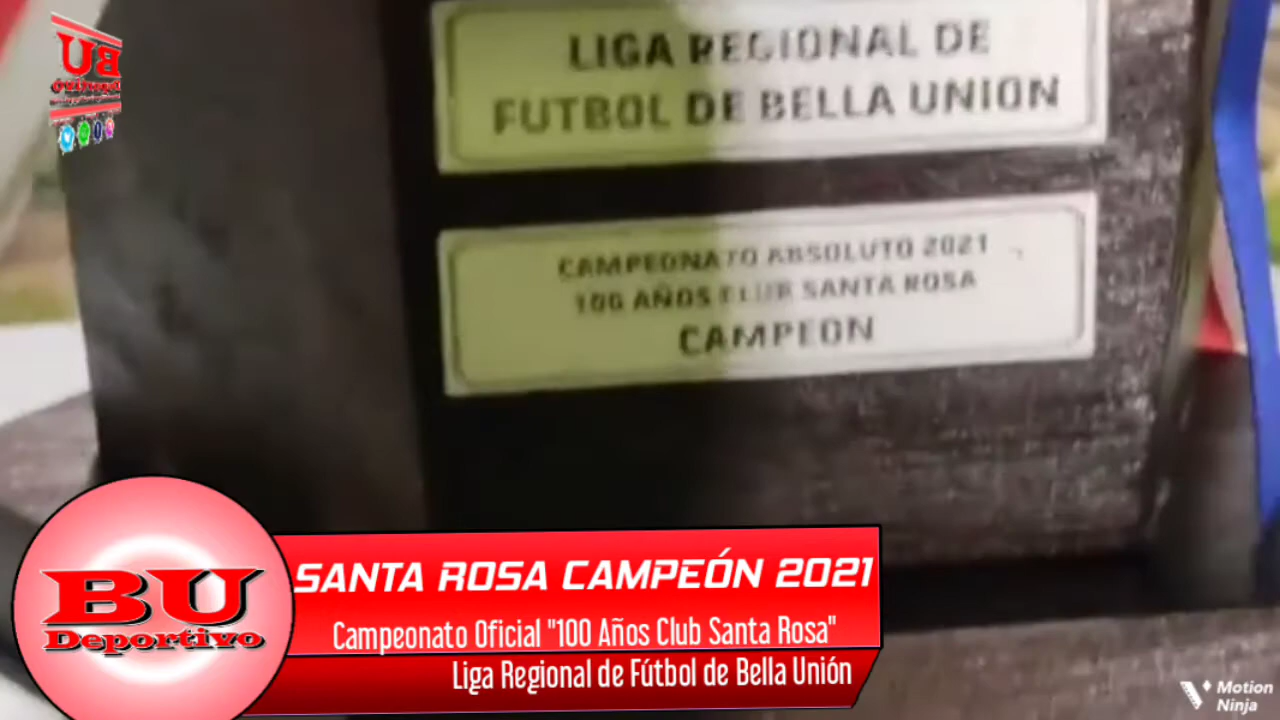 LIGA REGIONAL DE
FUTBOL DE BELLA UNION
CAMPEONATO ABSOLUTO 2021
100 AÑOS CLUB SANTA ROSA
CAMPEON
BU
Deportivo
SANTA ROSA CAMPEÓN 2021
Campeonato Oficial "100 Años Club Santa Rosa"
Liga Regional de Fútbol de Bella Unión
Motion
Ninja